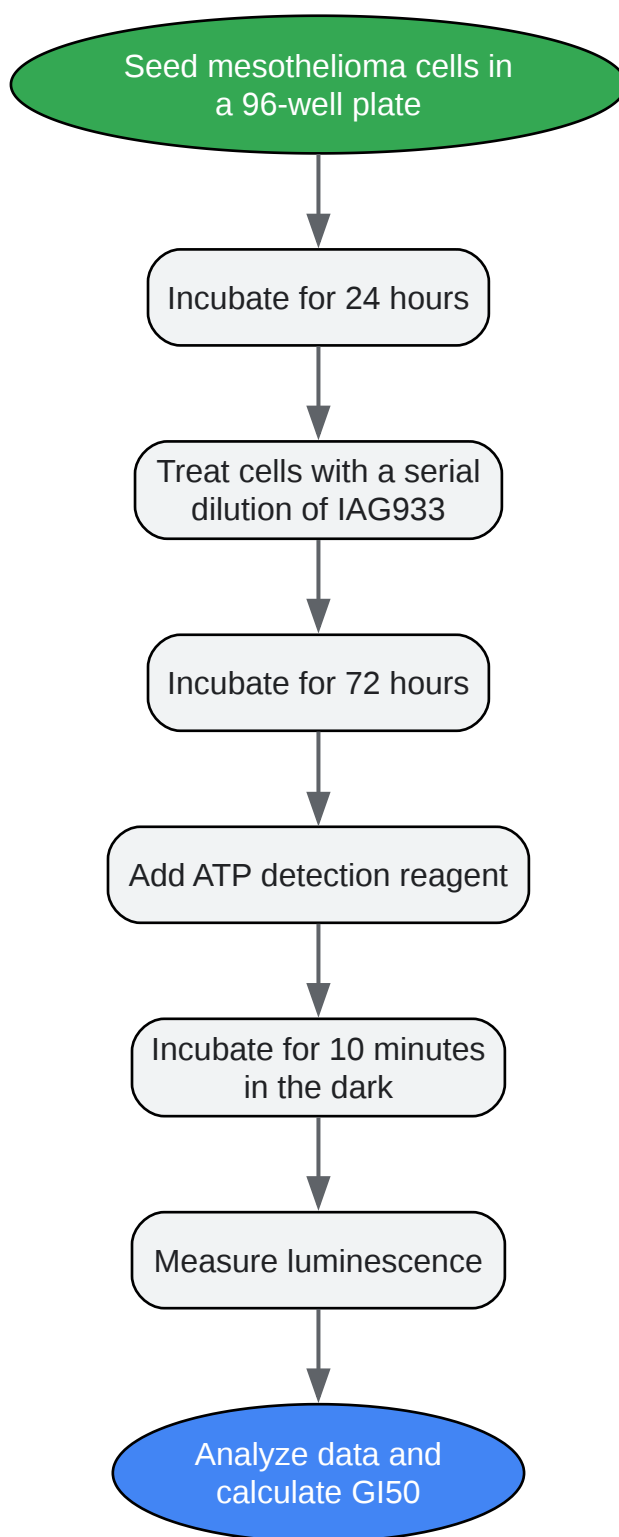 Seed mesothelioma cells in
a 96-well plate
Incubate for 24 hours
Treat cells with a serial
dilution of IAG933
Incubate for 72 hours
Add ATP detection reagent
Incubate for 10 minutes
in the dark
Measure luminescence
Analyze data and
calculate GI50